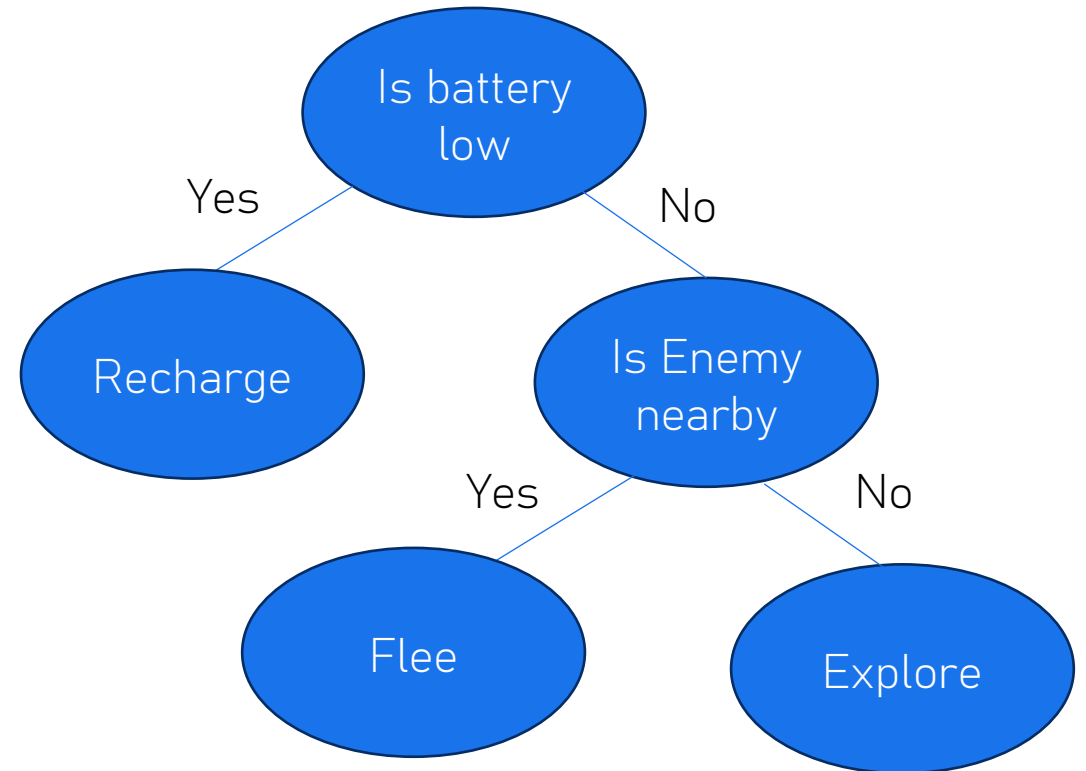 Is battery
low
Yes
No
Recharge
Is Enemy
nearby
Yes
No
Flee
Explore